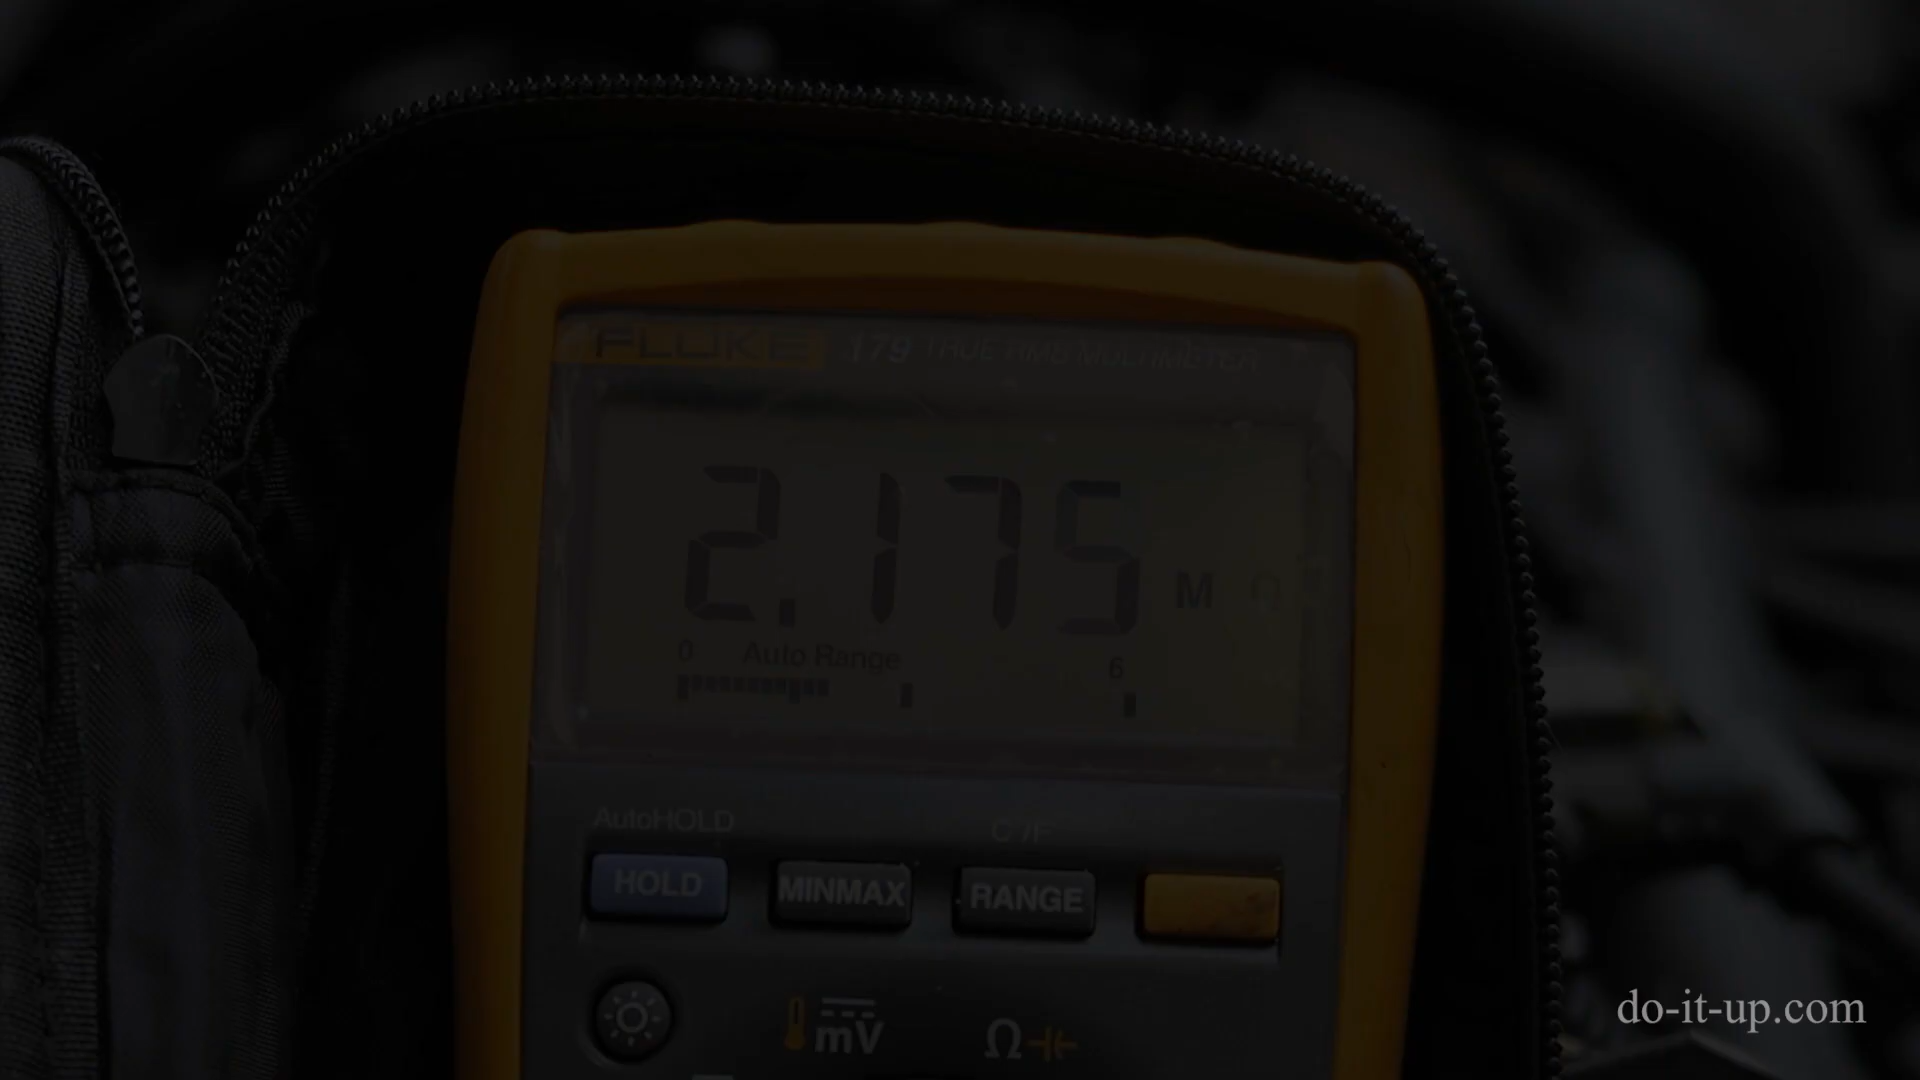 FLUKE 179 TRUE RMS MULTIMETER
2.175 M Ω
0 Auto Range 6
AutoHOLD °C/°F
HOLD MINMAX RANGE
mV Ω
do-it-up.com